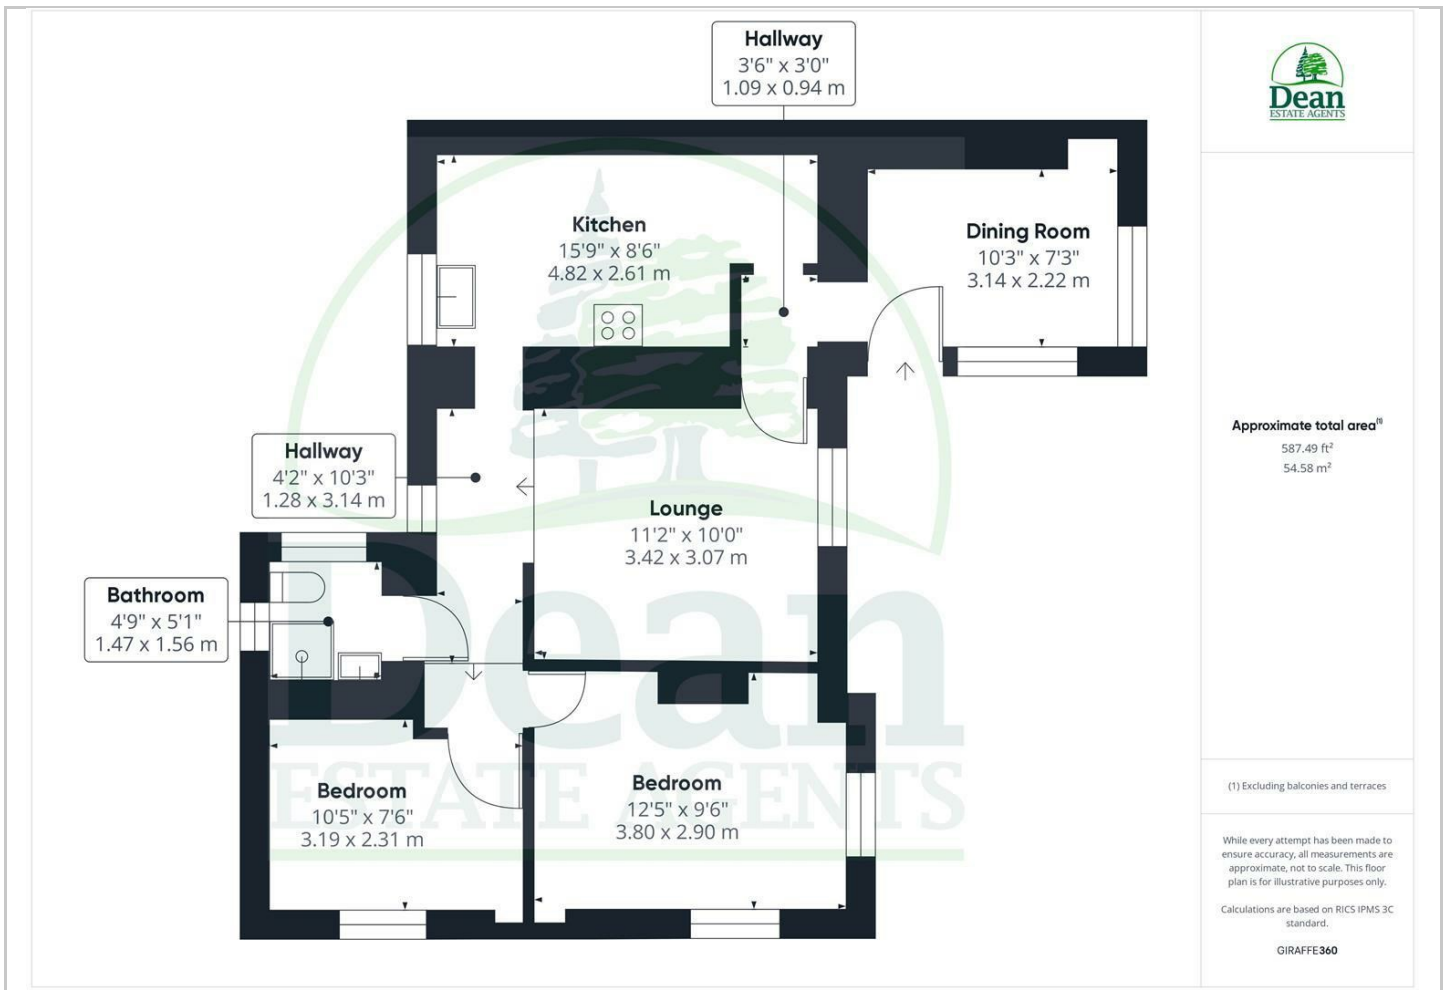 Hallway
3'6" x 3'0"
1.09 x 0.94 m
Kitchen
15'9" x 8'6"
4.82 x 2.61 m
Dining Room
10'3" x 7'3"
3.14 x 2.22 m
Hallway
4'2" x 10'3"
1.28 x 3.14 m
Lounge
11'2" x 10'0"
3.42 x 3.07 m
Bathroom
4'9" x 5'1"
1.47 x 1.56 m
Bedroom
10'5" x 7'6"
3.19 x 2.31 m
Bedroom
12'5" x 9'6"
3.80 x 2.90 m
Dean
ESTATE AGENTS
Dean
ESTATE AGENTS
Approximate total area⁽¹⁾
587.49 ft²
54.58 m²
(1) Excluding balconies and terraces
While every attempt has been made to
ensure accuracy, all measurements are
approximate, not to scale. This floor
plan is for illustrative purposes only.
Calculations are based on RICS IPMS 3C
standard.
GIRAFFE360